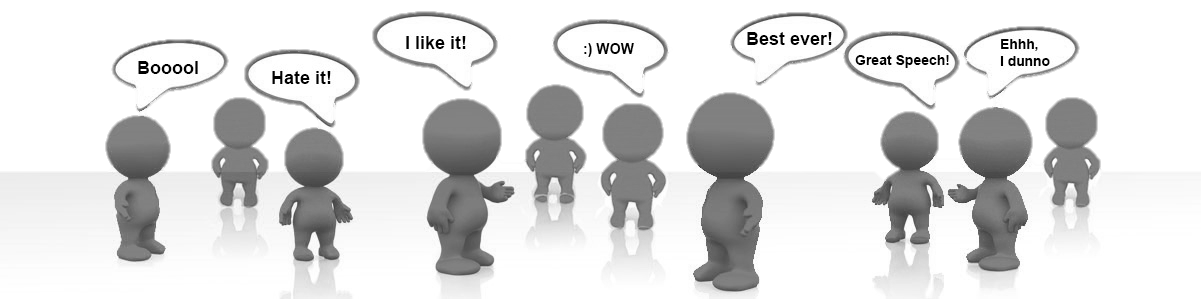 Booool
Hate it!
I like it!
:) WOW
Best ever!
Great Speech!
Ehhh,
I dunno